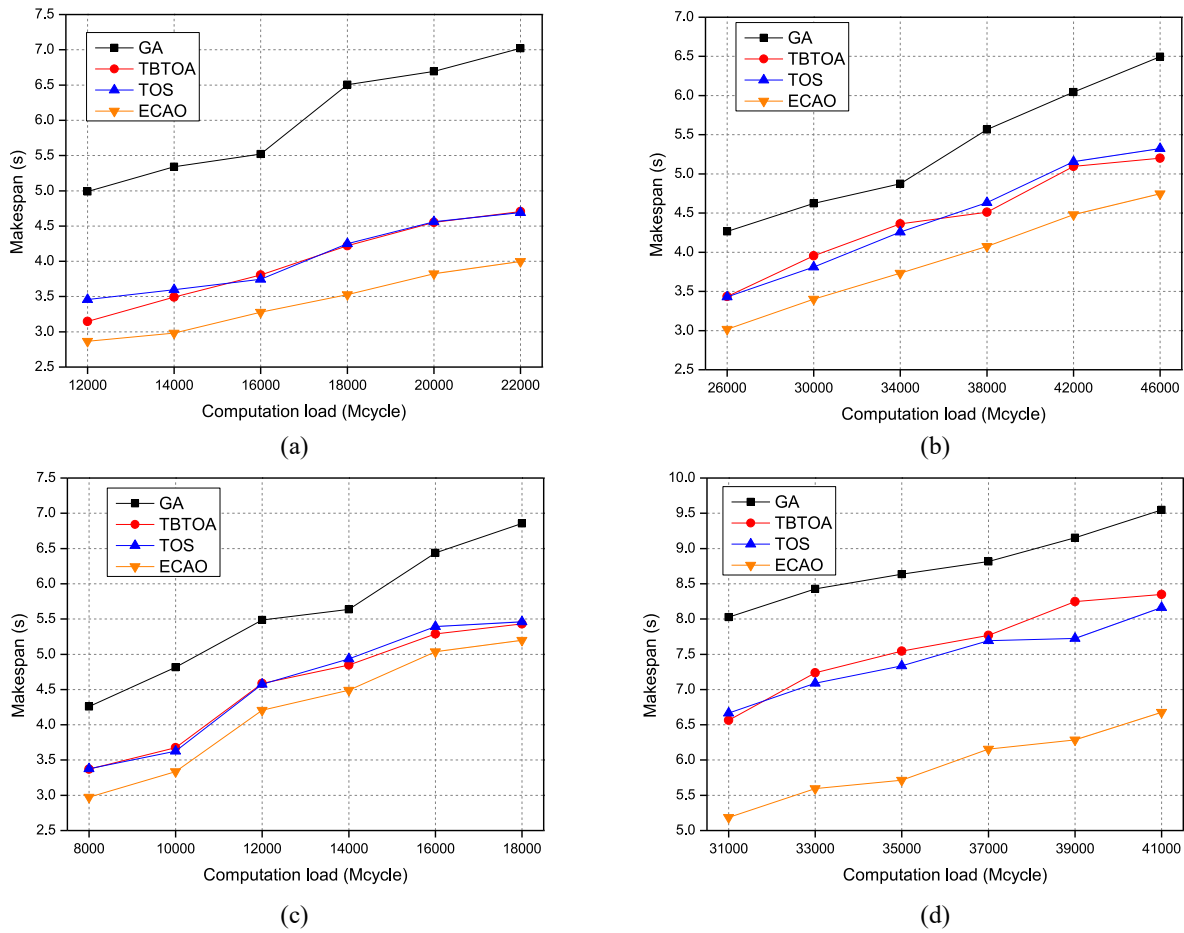 7.5
7.0
6.5
6.0
5.5
5.0
4.5
4.0
3.5
3.0
2.5
Makespan (s)
GA
TBTOA
TOS
ECAO
12000 14000 16000 18000 20000 22000
Computation load (Mcycle)
(a)
7.0
6.5
6.0
5.5
5.0
4.5
4.0
3.5
3.0
2.5
Makespan (s)
GA
TBTOA
TOS
ECAO
26000 30000 34000 38000 42000 46000
Computation load (Mcycle)
(b)
7.5
7.0
6.5
6.0
5.5
5.0
4.5
4.0
3.5
3.0
2.5
Makespan (s)
GA
TBTOA
TOS
ECAO
8000 10000 12000 14000 16000 18000
Computation load (Mcycle)
(c)
10.0
9.5
9.0
8.5
8.0
7.5
7.0
6.5
6.0
5.5
5.0
Makespan (s)
GA
TBTOA
TOS
ECAO
31000 33000 35000 37000 39000 41000
Computation load (Mcycle)
(d)